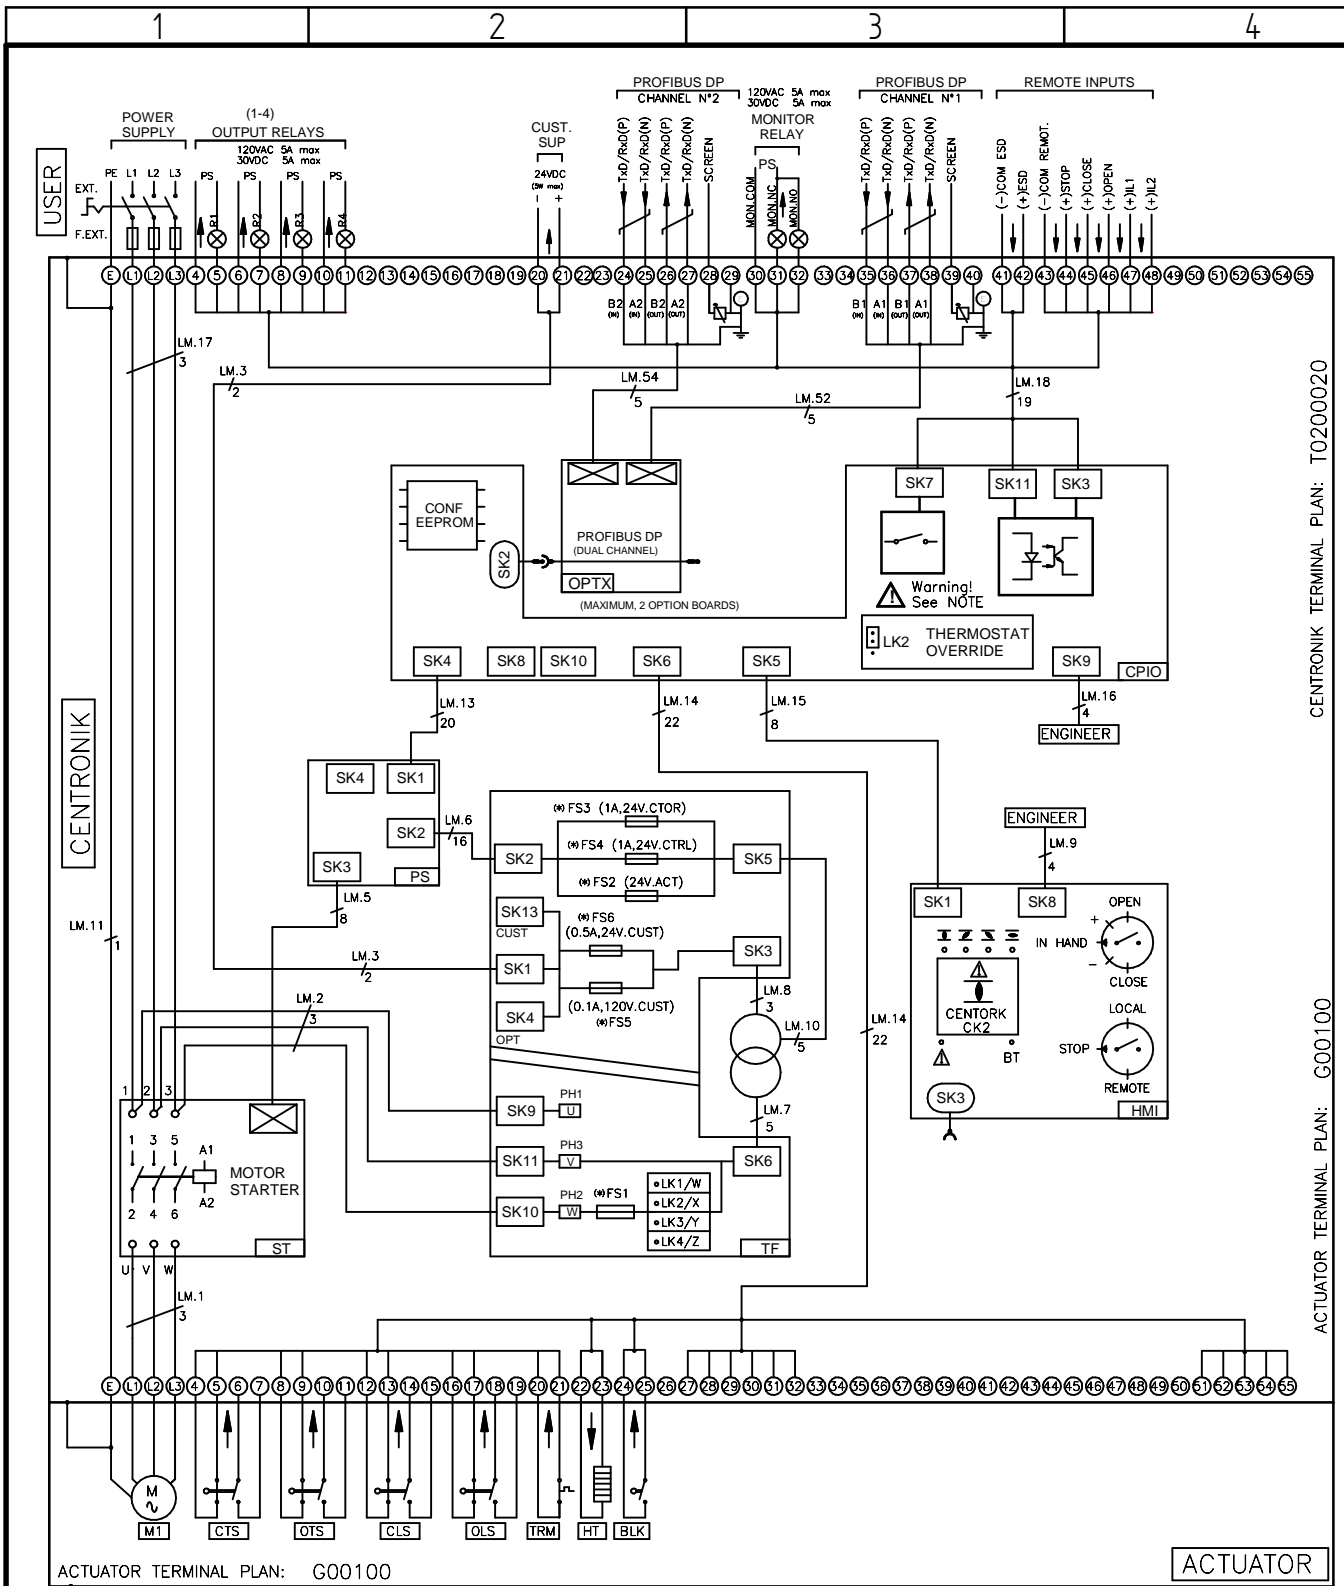 1 2 3 4
USER
POWER
SUPPLY
PE L1 L2 L3
EXT.
F.EXT.
(1-4)
OUTPUT RELAYS
120VAC 5A max
30VDC 5A max
PS PS PS PS
R1 R2 R3 R4
CUST.
SUP
24VDC
(5W max)
- +
PROFIBUS DP
CHANNEL N°2
TxD/RxD(P)
TxD/RxD(N)
TxD/RxD(P)
TxD/RxD(N)
SCREEN
120VAC 5A max
30VDC 5A max
MONITOR
RELAY
PS
MON.COM
MON.NC
MON.NO
PROFIBUS DP
CHANNEL N°1
TxD/RxD(P)
TxD/RxD(N)
TxD/RxD(P)
TxD/RxD(N)
SCREEN
REMOTE INPUTS
(-)COM ESD
(+)ESD
(-)COM REMOT.
(+)STOP
(+)CLOSE
(+)OPEN
(+)IL1
(+)IL2
E L1 L2 L3 4 5 6 7 8 9 10 11 12 13 14 15 16 17 18 19 20 21 22 23 24 25 26 27 28 29 30 31 32 33 34 35 36 37 38 39 40 41 42 43 44 45 46 47 48 49 50 51 52 53 54 55
B2 A2 B2 A2
(IN) (IN) (OUT) (OUT)
B1 A1 B1 A1
(IN) (IN) (OUT) (OUT)
LM.17
3
LM.3
2
LM.54
5
LM.52
5
LM.18
19
CENTRONIK TERMINAL PLAN: T0200020
CONF
EEPROM
SK2
PROFIBUS DP
(DUAL CHANNEL)
OPTX
(MAXIMUM, 2 OPTION BOARDS)
SK7
SK11
SK3
Warning!
See NOTE
LK2
THERMOSTAT
OVERRIDE
SK4
SK8
SK10
SK6
SK5
SK9
CPIO
LM.13
20
LM.14
22
LM.15
8
LM.16
4
ENGINEER
CENTRONIK
SK4
SK1
SK2
SK3
PS
LM.6
16
LM.5
8
LM.11
1
LM.3
2
LM.2
3
(*)FS3 (1A,24V.CTOR)
(*)FS4 (1A,24V.CTRL)
(*)FS2 (24V.ACT)
SK2
SK5
SK13
CUST
(*)FS6
(0.5A,24V.CUST)
SK1
SK3
(0.1A,120V.CUST)
(*)FS5
SK4
OPT
LM.8
3
LM.10
5
LM.7
5
SK9
PH1
U
SK11
PH3
V
SK6
SK10
PH2
W
(*)FS1
LK1/W
LK2/X
LK3/Y
LK4/Z
TF
LM.14
22
ENGINEER
LM.9
4
SK1
SK8
OPEN
+
IN HAND
-
CLOSE
CENTORK
CK2
BT
LOCAL
STOP
REMOTE
SK3
HMI
1 2 3
1 3 5
A1
A2
2 4 6
MOTOR
STARTER
ST
U V W
LM.1
3
ACTUATOR TERMINAL PLAN: G00100
E L1 L2 L3 4 5 6 7 8 9 10 11 12 13 14 15 16 17 18 19 20 21 22 23 24 25 26 27 28 29 30 31 32 33 34 35 36 37 38 39 40 41 42 43 44 45 46 47 48 49 50 51 52 53 54 55
M
M1
CTS
OTS
CLS
OLS
TRM
HT
BLK
ACTUATOR TERMINAL PLAN: G00100
ACTUATOR